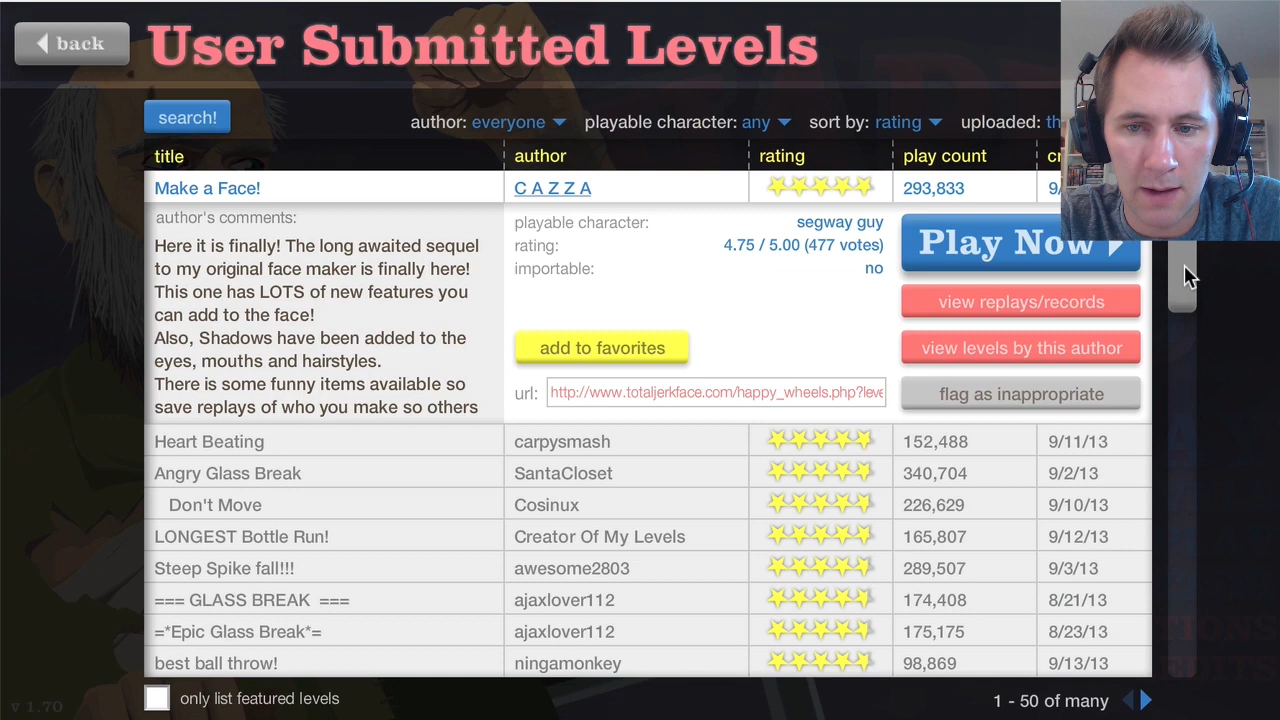 back
User Submitted Levels
search!
author: everyone playable character: any sort by: rating uploaded: th
title author rating play count cr
Make a Face! C A Z Z A 293,833 9/
author's comments:
Here it is finally! The long awaited sequel
to my original face maker is finally here!
This one has LOTS of new features you
can add to the face!
Also, Shadows have been added to the
eyes, mouths and hairstyles.
There is some funny items available so
save replays of who you make so others
playable character: segway guy
rating: 4.75 / 5.00 (477 votes)
importable: no
add to favorites
url: http://www.totaljerkface.com/happy_wheels.php?leve
Play Now
view replays/records
view levels by this author
flag as inappropriate
Heart Beating carpysmash 152,488 9/11/13
Angry Glass Break SantaCloset 340,704 9/2/13
Don't Move Cosinux 226,629 9/10/13
LONGEST Bottle Run! Creator Of My Levels 165,807 9/12/13
Steep Spike fall!!! awesome2803 289,507 9/3/13
=== GLASS BREAK === ajaxlover112 174,408 8/21/13
=*Epic Glass Break*= ajaxlover112 175,175 8/23/13
best ball throw! ningamonkey 98,869 9/13/13
only list featured levels
1 - 50 of many
v 1.70